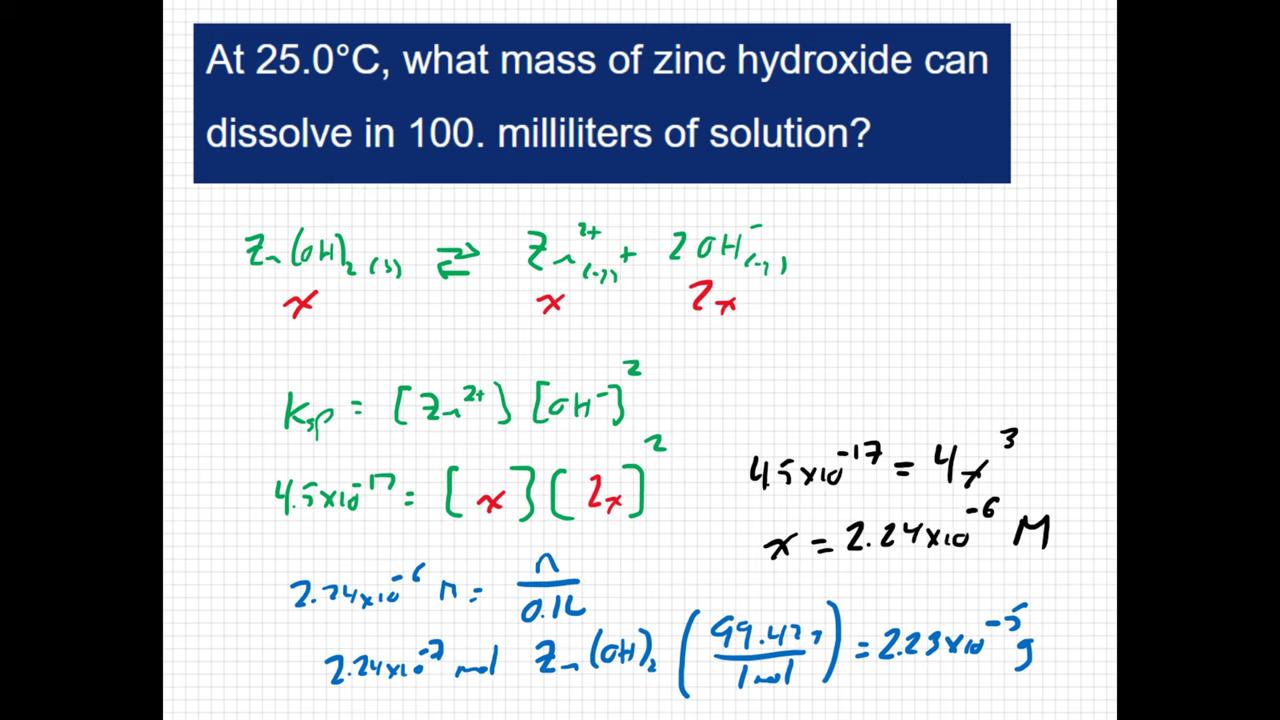 At 25.0°C, what mass of zinc hydroxide can
dissolve in 100. milliliters of solution?
Zn(OH)₂ (s) ⇌ Zn²⁺(aq) + 2OH⁻(aq)
x x 2x
Ksp = [Zn²⁺] [OH⁻]²
4.5x10⁻¹⁷ = [x] [2x]²
4.5x10⁻¹⁷ = 4x³
x = 2.24x10⁻⁶ M
2.24x10⁻⁶ M = n / 0.1L
2.24x10⁻⁷ mol Zn(OH)₂ (99.42g / 1mol) = 2.23x10⁻⁵ g